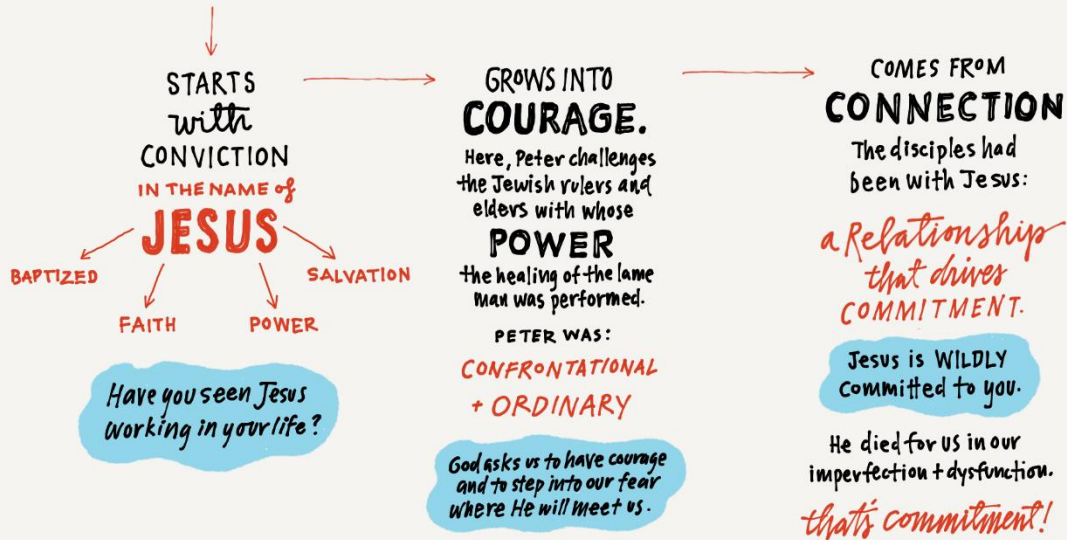 STARTS
with
CONVICTION
IN THE NAME of
JESUS
BAPTIZED
SALVATION
FAITH
POWER
Have you seen Jesus
working in your life?
GROWS INTO
COURAGE.
Here, Peter challenges
the Jewish rulers and
elders with whose
POWER
the healing of the lame
man was performed.
PETER WAS:
CONFRONTATIONAL
+ ORDINARY
God asks us to have courage
and to step into our fear
where He will meet us.
COMES FROM
CONNECTION
The disciples had
been with Jesus:
a Relationship
that drives
COMMITMENT.
Jesus is WILDLY
committed to you.
He died for us in our
imperfection + dysfunction.
that's commitment!